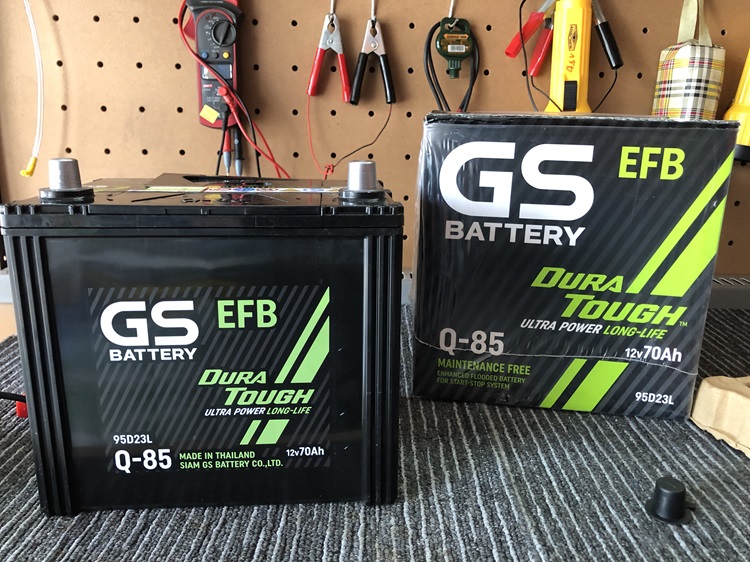 GS
BATTERY
EFB
DURA
TOUGH
ULTRA POWER LONG-LIFE
95D23L
Q-85
MADE IN THAILAND
SIAM GS BATTERY CO.,LTD.
12v70Ah
GS
BATTERY
EFB
DURA
TOUGH™
ULTRA POWER LONG-LIFE
Q-85
12v70Ah
MAINTENANCE FREE
ENHANCED FLOODED BATTERY
FOR START-STOP SYSTEM
95D23L